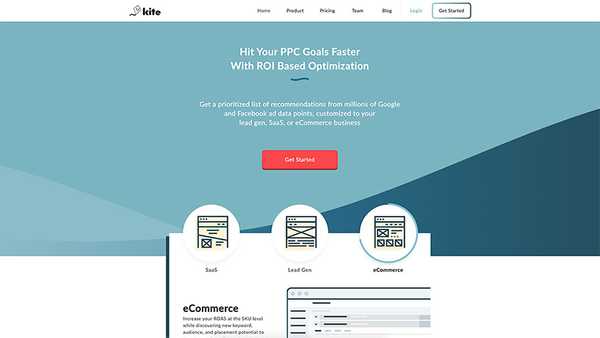 kite
Home Product Pricing Team Blog Login Get Started
Hit Your PPC Goals Faster
With ROI Based Optimization
Get a prioritized list of recommendations from millions of Google
and Facebook ad data points, customized to your
lead gen, SaaS, or eCommerce business
Get Started
SaaS Lead Gen eCommerce
eCommerce
Increase your ROAS at the SKU level
while discovering new keyword,
audience, and placement potential to